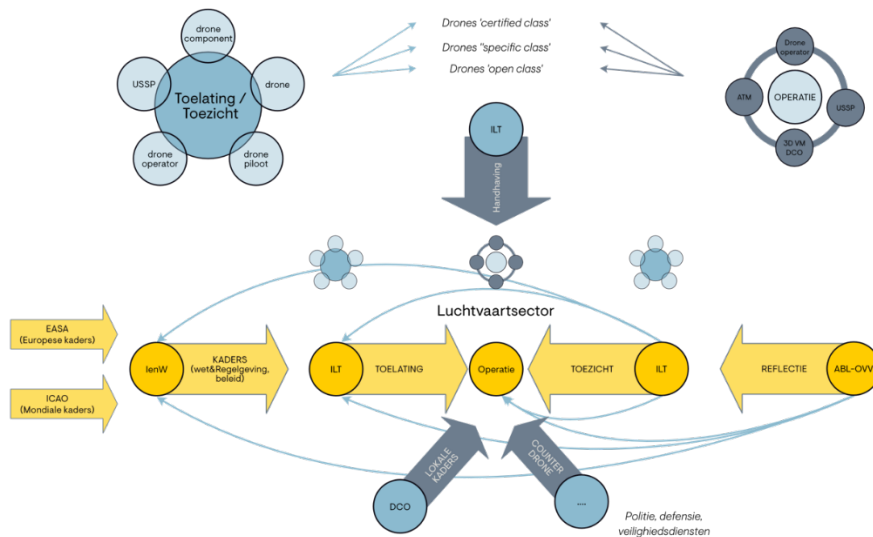 drone
component
USSP
drone
Toelating /
Toezicht
drone
operator
drone
piloot
Drones 'certified class'
Drones "specific class'
Drones 'open class'
Drone
operator
ATM
OPERATIE
USSP
3D VM
DCO
ILT
Handhaving
Luchtvaartsector
EASA
(Europese kaders)
ICAO
(Mondiale kaders)
IenW
KADERS
(wet&Regelgeving,
beleid)
ILT
TOELATING
Operatie
TOEZICHT
ILT
REFLECTIE
ABL-OVV
LOKALE
KADERS
DCO
COUNTER
DRONE
....
Politie, defensie,
veilighiedsdiensten